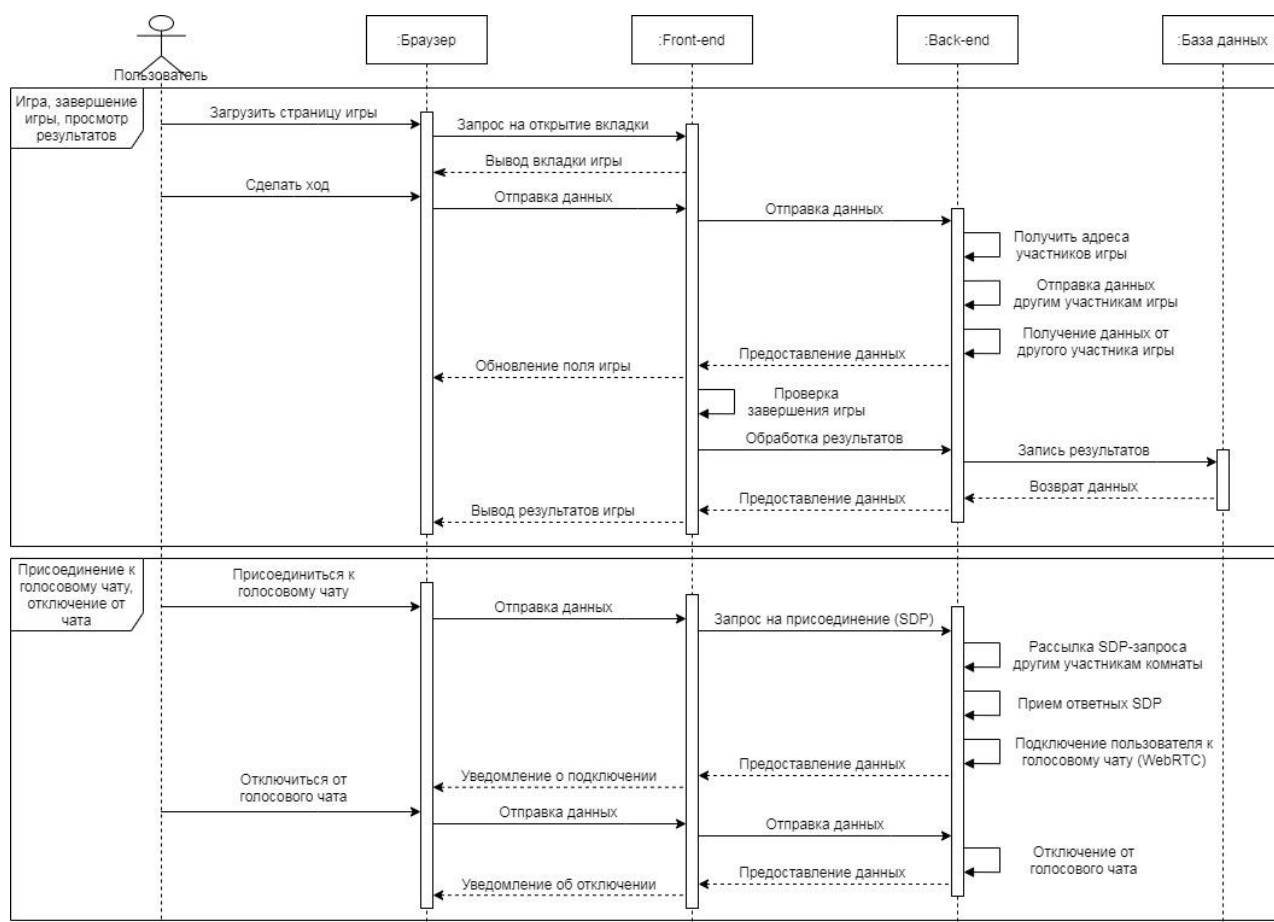 :Браузер
:Front-end
:Back-end
:База данных
Пользователь
Игра, завершение
игры, просмотр
результатов
Загрузить страницу игры
Запрос на открытие вкладки
Вывод вкладки игры
Сделать ход
Отправка данных
Отправка данных
Получить адреса
участников игры
Отправка данных
другим участникам игры
Получение данных от
другого участника игры
Предоставление данных
Обновление поля игры
Проверка
завершения игры
Обработка результатов
Запись результатов
Возврат данных
Предоставление данных
Вывод результатов игры
Присоединение к
голосовому чату,
отключение от
чата
Присоединиться к
голосовому чату
Отправка данных
Запрос на присоединение (SDP)
Рассылка SDP-запроса
другим участникам комнаты
Прием ответных SDP
Подключение пользователя к
голосовому чату (WebRTC)
Предоставление данных
Уведомление о подключении
Отключиться от
голосового чата
Отправка данных
Отправка данных
Отключение от
голосового чата
Предоставление данных
Уведомление об отключении